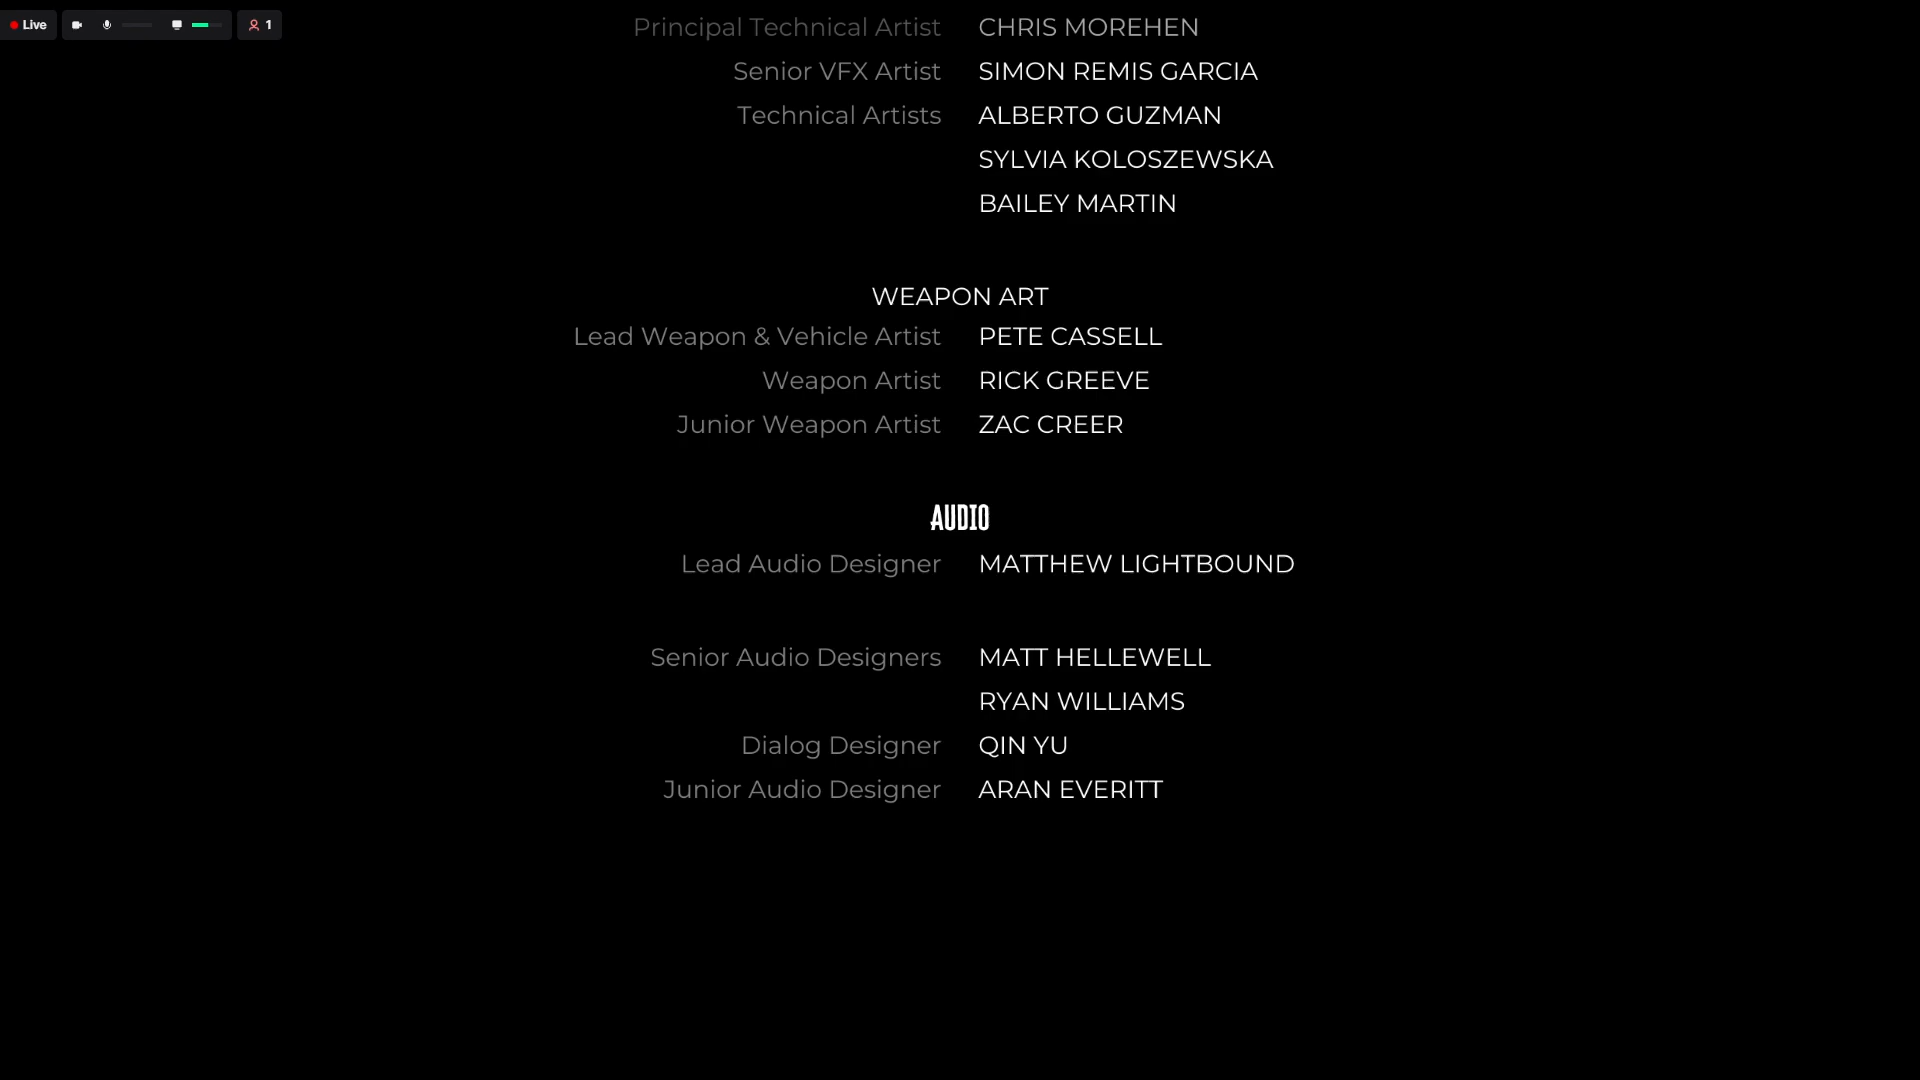 Live
1
Principal Technical Artist CHRIS MOREHEN
Senior VFX Artist SIMON REMIS GARCIA
Technical Artists ALBERTO GUZMAN
SYLVIA KOLOSZEWSKA
BAILEY MARTIN
WEAPON ART
Lead Weapon & Vehicle Artist PETE CASSELL
Weapon Artist RICK GREEVE
Junior Weapon Artist ZAC CREER
AUDIO
Lead Audio Designer MATTHEW LIGHTBOUND
Senior Audio Designers MATT HELLEWELL
RYAN WILLIAMS
Dialog Designer QIN YU
Junior Audio Designer ARAN EVERITT